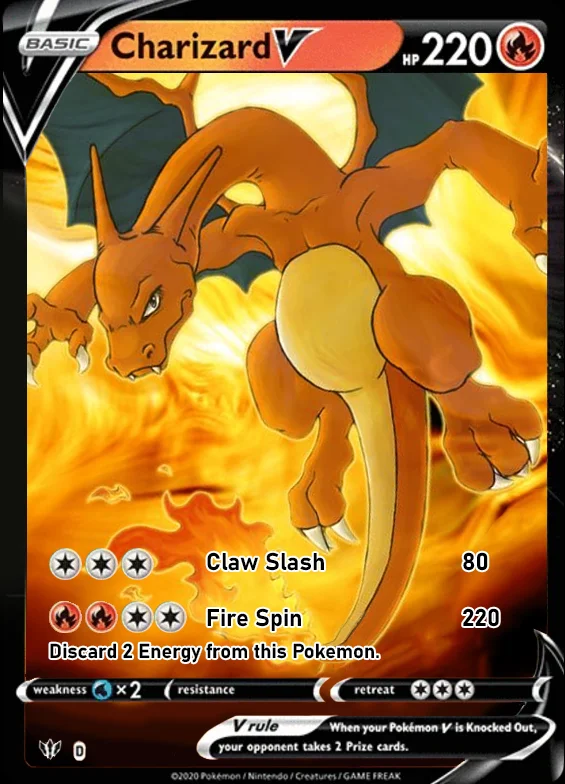 BASIC Charizard V HP 220
Claw Slash 80
Fire Spin 220
Discard 2 Energy from this Pokemon.
weakness ×2 resistance retreat
V rule When your Pokémon V is Knocked Out,
your opponent takes 2 Prize cards.
D
©2020 Pokémon / Nintendo / Creatures / GAME FREAK